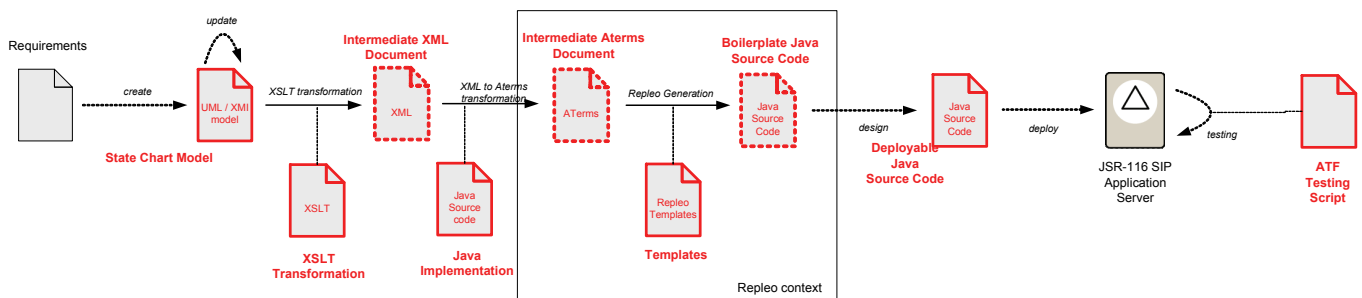 Requirements
create
update
UML / XMI
model
State Chart Model
XSLT transformation
XSLT
XSLT
Transformation
Intermediate XML
Document
XML
XML to Aterms
transformation
Java
Source
code
Java
Implementation
Intermediate Aterms
Document
ATerms
Repleo Generation
Repleo
Templates
Templates
Boilerplate Java
Source Code
Java
Source
Code
Repleo context
design
Java
Source
Code
Deployable
Java
Source Code
deploy
JSR-116 SIP
Application
Server
testing
ATF
Testing
Script